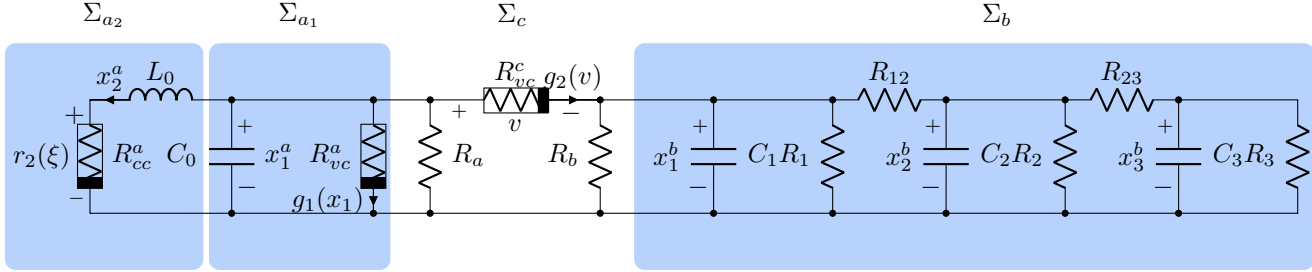 Σ_{a_2} Σ_{a_1} Σ_c Σ_b
x_2^a L_0 R_{vc}^c g_2(v) R_{12} R_{23}
+ + + − + + +
v
r_2(ξ) R_{cc}^a C_0 x_1^a R_{vc}^a R_a R_b x_1^b C_1 R_1 x_2^b C_2 R_2 x_3^b C_3 R_3
− − g_1(x_1) − − −